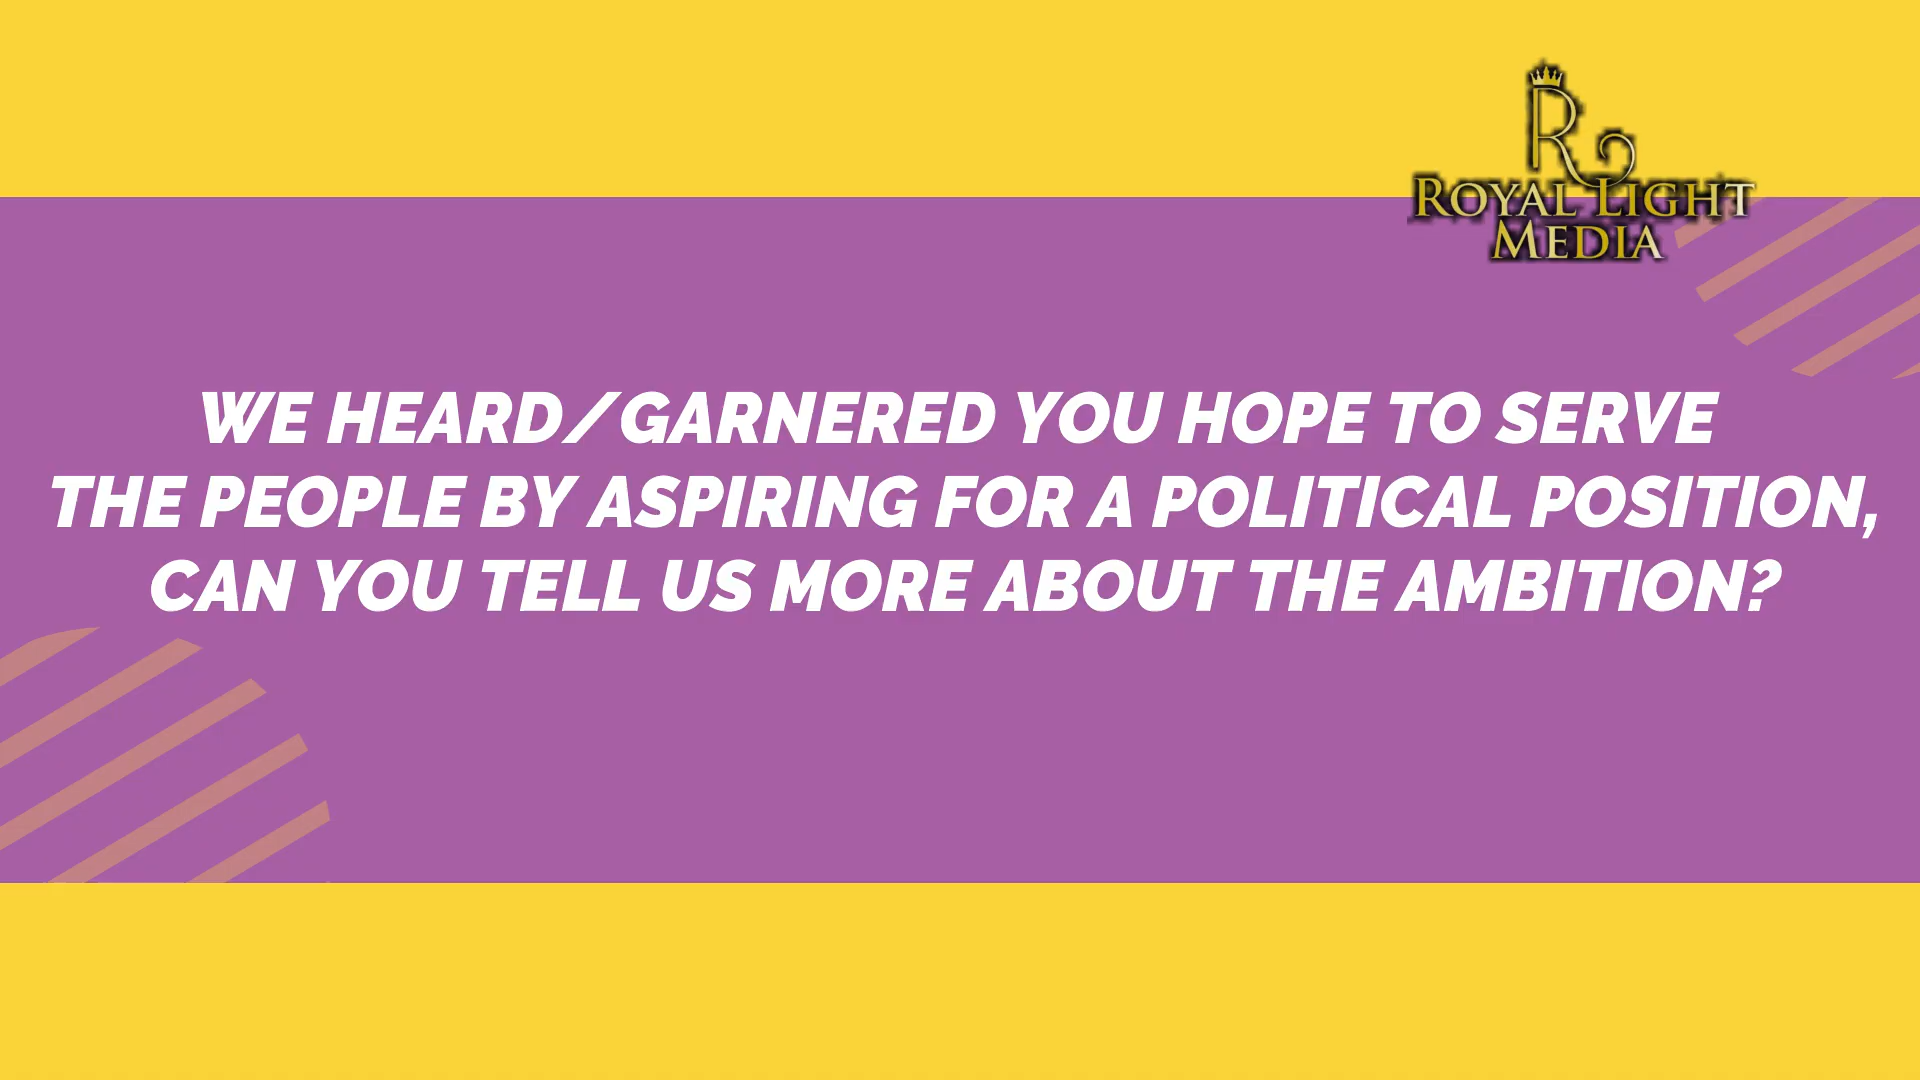 R
ROYAL LIGHT
MEDIA
WE HEARD/GARNERED YOU HOPE TO SERVE
THE PEOPLE BY ASPIRING FOR A POLITICAL POSITION,
CAN YOU TELL US MORE ABOUT THE AMBITION?